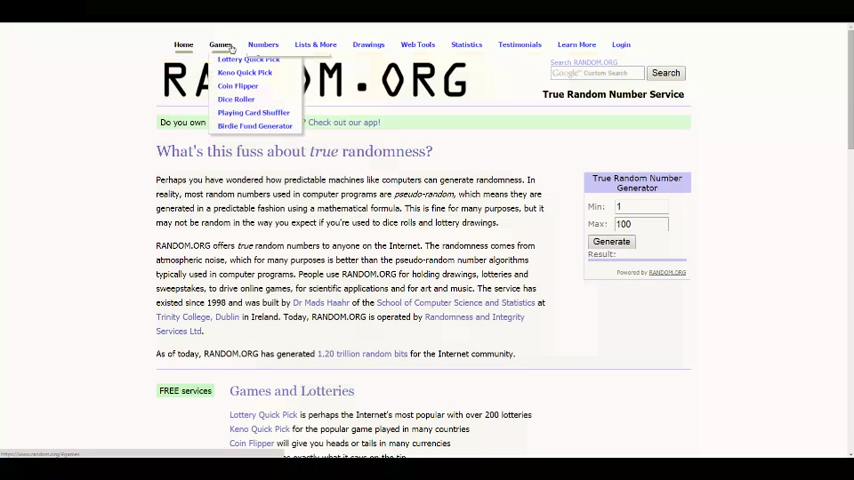 Home Games Numbers Lists & More Drawings Web Tools Statistics Testimonials Learn More Login
Lottery Quick Pick
Keno Quick Pick
Coin Flipper
Dice Roller
Playing Card Shuffler
Birdie Fund Generator
RANDOM.ORG
Search RANDOM.ORG
Google™ Custom Search Search
True Random Number Service
Do you own ? Check out our app!
What's this fuss about true randomness?
Perhaps you have wondered how predictable machines like computers can generate randomness. In
reality, most random numbers used in computer programs are pseudo-random, which means they are
generated in a predictable fashion using a mathematical formula. This is fine for many purposes, but it
may not be random in the way you expect if you're used to dice rolls and lottery drawings.
RANDOM.ORG offers true random numbers to anyone on the Internet. The randomness comes from
atmospheric noise, which for many purposes is better than the pseudo-random number algorithms
typically used in computer programs. People use RANDOM.ORG for holding drawings, lotteries and
sweepstakes, to drive online games, for scientific applications and for art and music. The service has
existed since 1998 and was built by Dr Mads Haahr of the School of Computer Science and Statistics at
Trinity College, Dublin in Ireland. Today, RANDOM.ORG is operated by Randomness and Integrity
Services Ltd.
As of today, RANDOM.ORG has generated 1.20 trillion random bits for the Internet community.
True Random Number
Generator
Min: 1
Max: 100
Generate
Result:
Powered by RANDOM.ORG
FREE services
Games and Lotteries
Lottery Quick Pick is perhaps the Internet's most popular with over 200 lotteries
Keno Quick Pick for the popular game played in many countries
Coin Flipper will give you heads or tails in many currencies
exactly what it says on the tin
https://www.random.org/#games